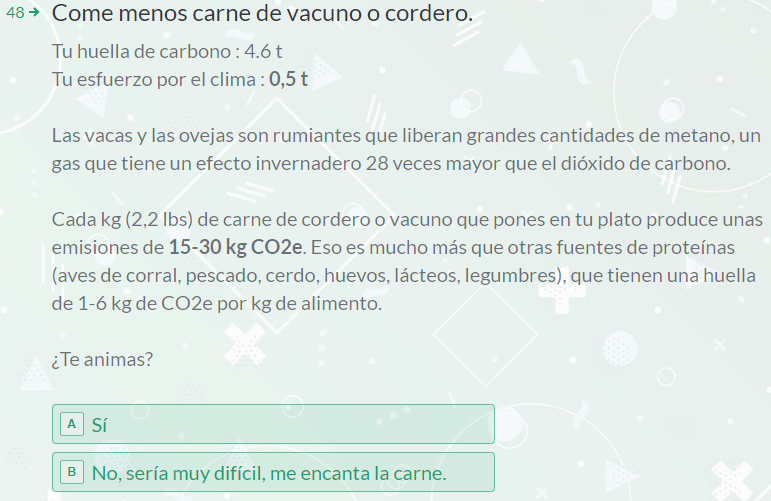 48 → Come menos carne de vacuno o cordero.
Tu huella de carbono : 4.6 t
Tu esfuerzo por el clima : 0,5 t
Las vacas y las ovejas son rumiantes que liberan grandes cantidades de metano, un
gas que tiene un efecto invernadero 28 veces mayor que el dióxido de carbono.
Cada kg (2,2 lbs) de carne de cordero o vacuno que pones en tu plato produce unas
emisiones de 15-30 kg CO2e. Eso es mucho más que otras fuentes de proteínas
(aves de corral, pescado, cerdo, huevos, lácteos, legumbres), que tienen una huella
de 1-6 kg de CO2e por kg de alimento.
¿Te animas?
A Sí
B No, sería muy difícil, me encanta la carne.